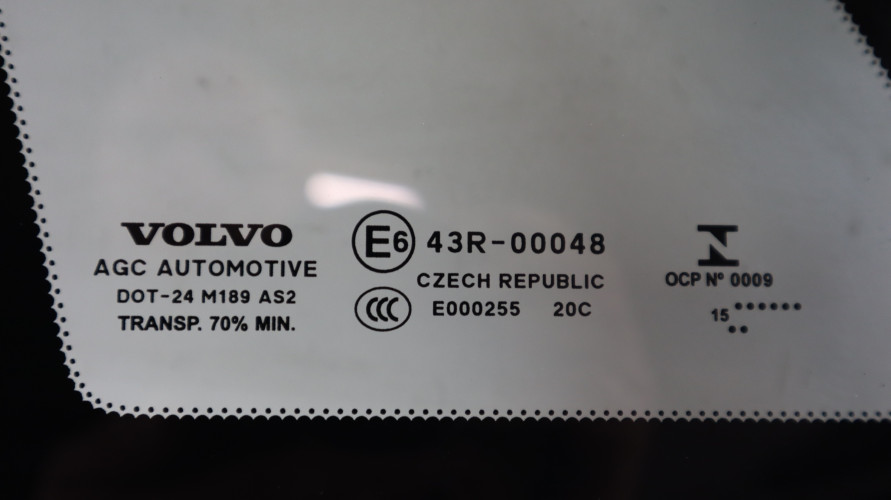 VOLVO
AGC AUTOMOTIVE
DOT-24 M189 AS2
TRANSP. 70% MIN.
E6 43R-00048
CZECH REPUBLIC
CCC E000255 20C
OCP Nº 0009
15